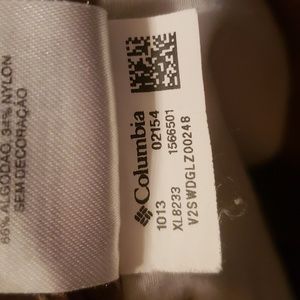 66% ALGODÃO, 34% NYLON
SEM DECORAÇÃO
Columbia
1013 02154
XL8233 1566501
V2SWDGLZ00248